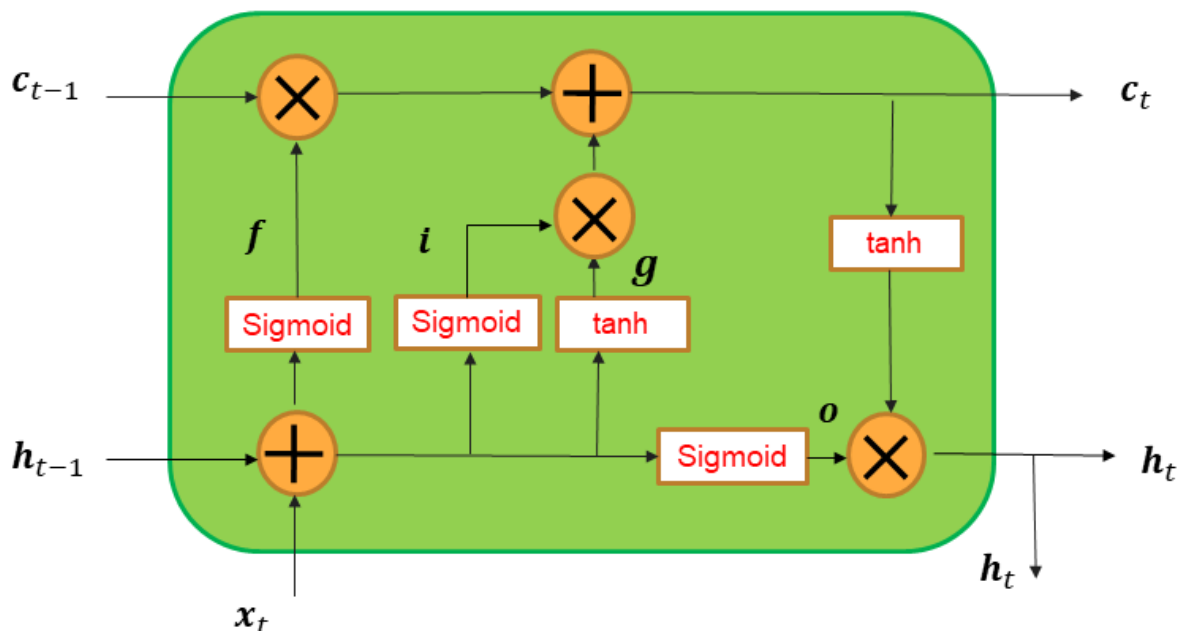 c_{t-1}
c_t
f
i
g
tanh
Sigmoid
Sigmoid
tanh
o
h_{t-1}
Sigmoid
h_t
h_t
x_t